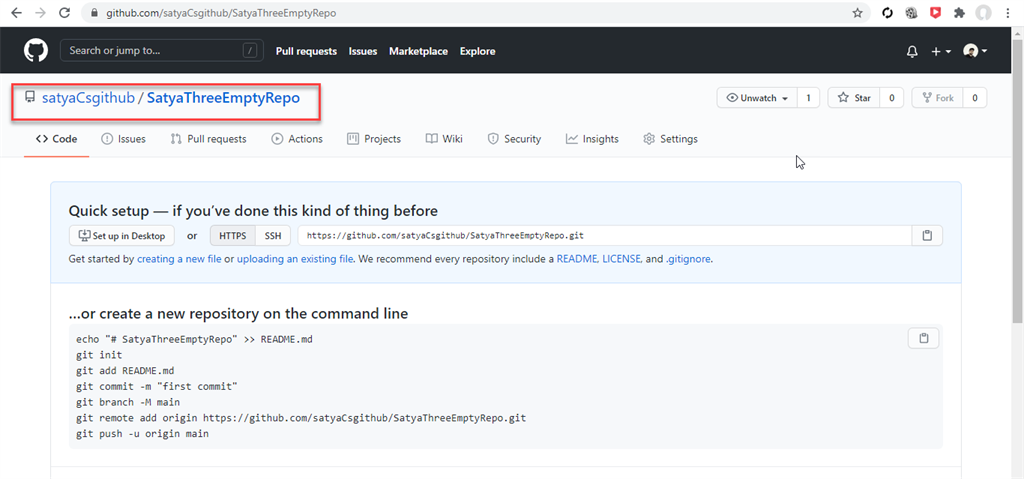 github.com/satyaCsgithub/SatyaThreeEmptyRepo
Search or jump to... / Pull requests Issues Marketplace Explore
satyaCsgithub / SatyaThreeEmptyRepo Unwatch 1 Star 0 Fork 0
Code Issues Pull requests Actions Projects Wiki Security Insights Settings
Quick setup — if you’ve done this kind of thing before
Set up in Desktop or HTTPS SSH https://github.com/satyaCsgithub/SatyaThreeEmptyRepo.git
Get started by creating a new file or uploading an existing file. We recommend every repository include a README, LICENSE, and .gitignore.
…or create a new repository on the command line
echo "# SatyaThreeEmptyRepo" >> README.md
git init
git add README.md
git commit -m "first commit"
git branch -M main
git remote add origin https://github.com/satyaCsgithub/SatyaThreeEmptyRepo.git
git push -u origin main